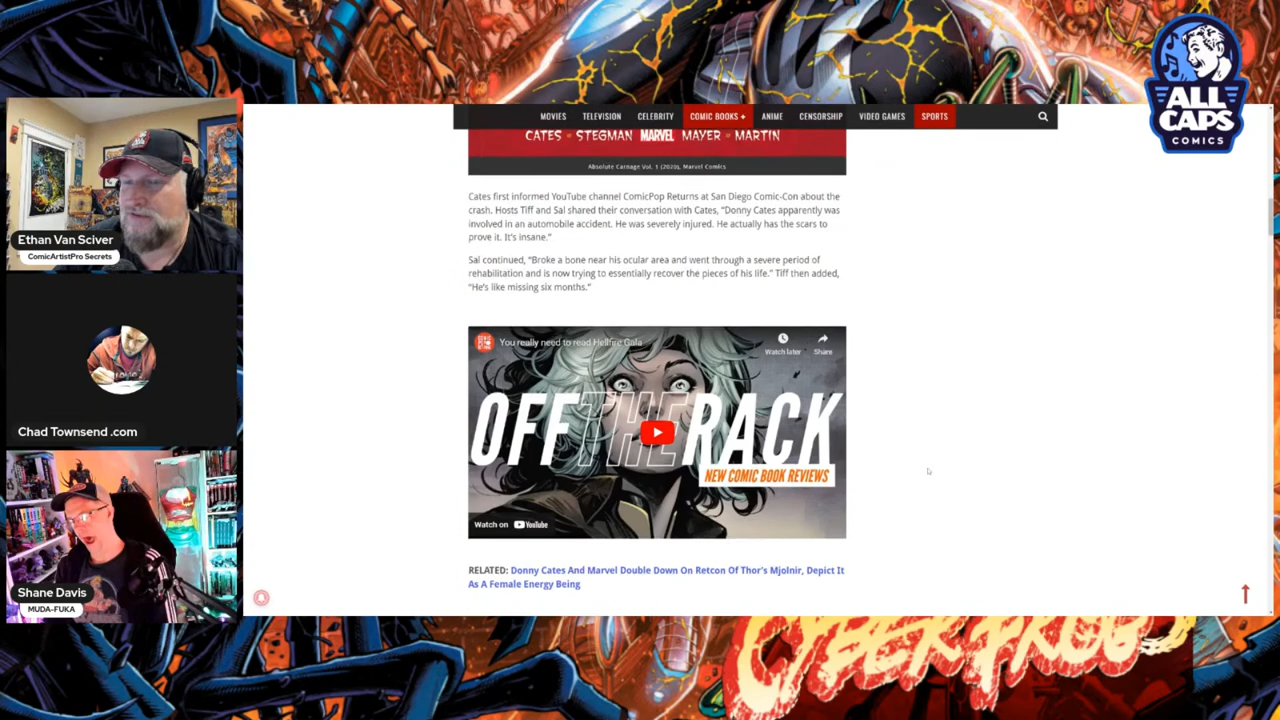 ALL
CAPS
COMICS
MOVIES TELEVISION CELEBRITY COMIC BOOKS + ANIME CENSORSHIP VIDEO GAMES SPORTS
CATES STEGMAN MARVEL MAYER MARTIN
Absolute Carnage Vol. 1 (2020), Marvel Comics
Cates first informed YouTube channel ComicPop Returns at San Diego Comic-Con about the
crash. Hosts Tiff and Sal shared their conversation with Cates, “Donny Cates apparently was
involved in an automobile accident. He was severely injured. He actually has the scars to
prove it. It’s insane.”
Sal continued, “Broke a bone near his ocular area and went through a severe period of
rehabilitation and is now trying to essentially recover the pieces of his life.” Tiff then added,
“He’s like missing six months.”
You really need to read Hellfire Gala
Watch later
Share
OFF THE RACK
NEW COMIC BOOK REVIEWS
Watch on YouTube
RELATED: Donny Cates And Marvel Double Down On Retcon Of Thor’s Mjolnir, Depict It
As A Female Energy Being
Ethan Van Sciver
ComicArtistPro Secrets
Chad Townsend .com
Shane Davis
MUDA-FUKA
CYBERFROG